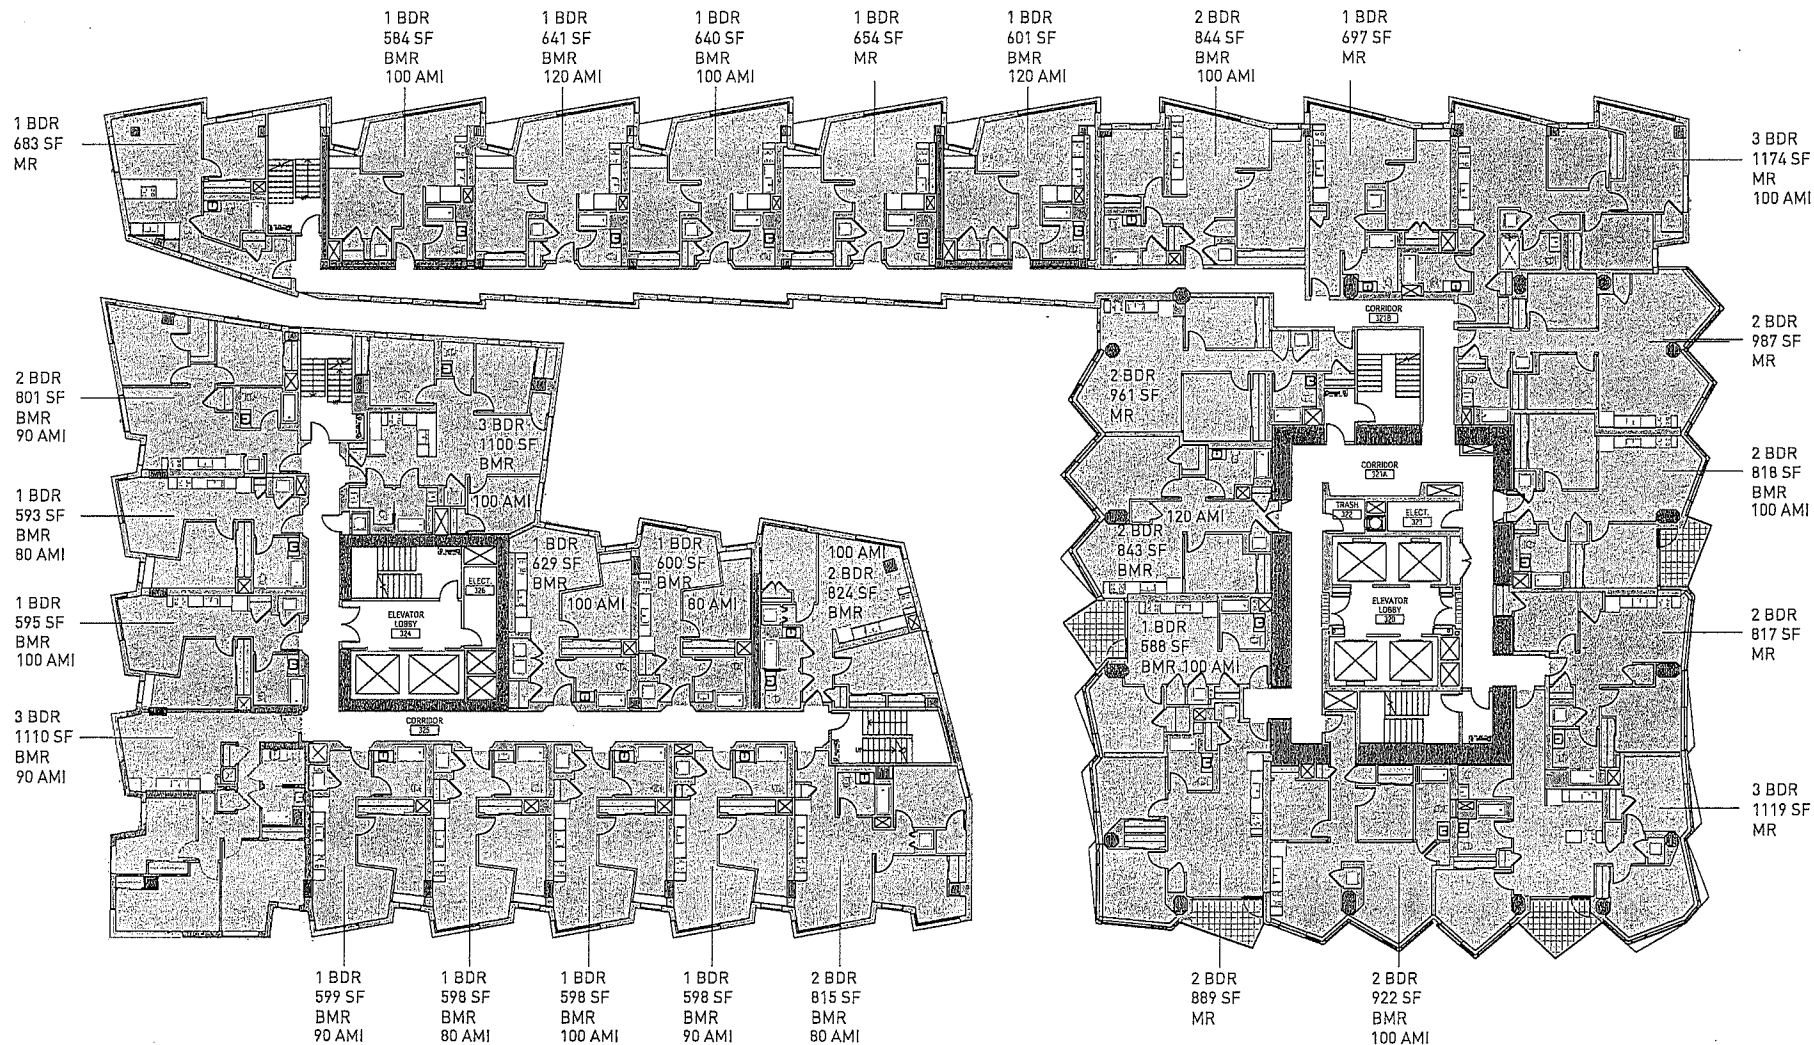 1 BDR
584 SF
BMR
100 AMI
1 BDR
641 SF
BMR
120 AMI
1 BDR
640 SF
BMR
100 AMI
1 BDR
654 SF
MR
1 BDR
601 SF
BMR
120 AMI
2 BDR
844 SF
BMR
100 AMI
1 BDR
697 SF
MR
1 BDR
683 SF
MR
3 BDR
1174 SF
MR
100 AMI
CORRIDOR
321B
2 BDR
987 SF
MR
2 BDR
961 SF
MR
2 BDR
801 SF
BMR
90 AMI
3 BDR
1100 SF
BMR
100 AMI
CORRIDOR
321A
2 BDR
818 SF
BMR
100 AMI
1 BDR
593 SF
BMR
80 AMI
TRASH
322
ELECT.
323
120 AMI
2 BDR
843 SF
BMR
1 BDR
629 SF
BMR
100 AMI
1 BDR
600 SF
BMR
80 AMI
100 AMI
2 BDR
824 SF
BMR
ELECT.
326
ELEVATOR
LOBBY
324
ELEVATOR
LOBBY
320
1 BDR
595 SF
BMR
100 AMI
1 BDR
588 SF
BMR 100 AMI
2 BDR
817 SF
MR
3 BDR
1110 SF
BMR
90 AMI
CORRIDOR
325
3 BDR
1119 SF
MR
1 BDR
599 SF
BMR
90 AMI
1 BDR
598 SF
BMR
80 AMI
1 BDR
598 SF
BMR
100 AMI
1 BDR
598 SF
BMR
90 AMI
2 BDR
815 SF
BMR
80 AMI
2 BDR
889 SF
MR
2 BDR
922 SF
BMR
100 AMI